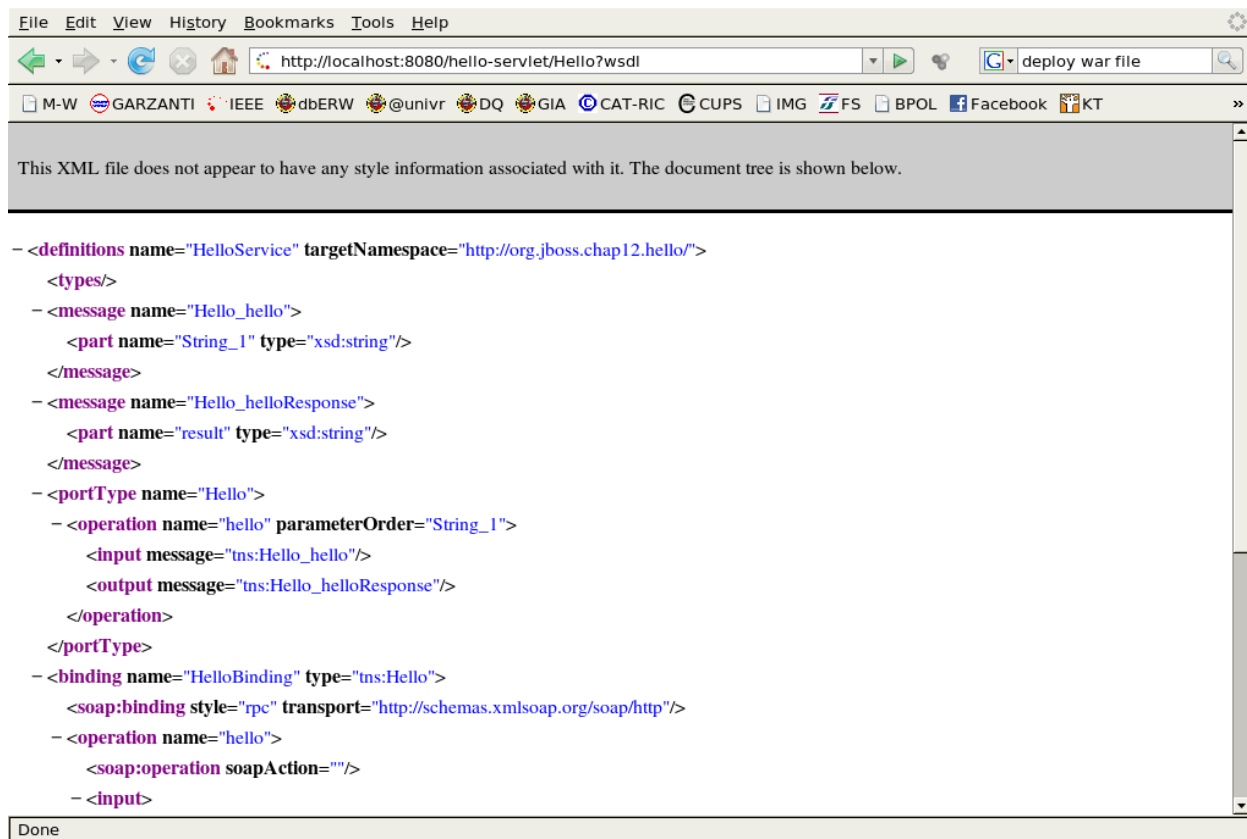 File Edit View History Bookmarks Tools Help
http://localhost:8080/hello-servlet/Hello?wsdl G deploy war file
M-W GARZANTI IEEE dbERW @univr DQ GIA CAT-RIC CUPS IMG FS BPOL Facebook KT »
This XML file does not appear to have any style information associated with it. The document tree is shown below.
− <definitions name="HelloService" targetNamespace="http://org.jboss.chap12.hello/">
<types/>
− <message name="Hello_hello">
<part name="String_1" type="xsd:string"/>
</message>
− <message name="Hello_helloResponse">
<part name="result" type="xsd:string"/>
</message>
− <portType name="Hello">
− <operation name="hello" parameterOrder="String_1">
<input message="tns:Hello_hello"/>
<output message="tns:Hello_helloResponse"/>
</operation>
</portType>
− <binding name="HelloBinding" type="tns:Hello">
<soap:binding style="rpc" transport="http://schemas.xmlsoap.org/soap/http"/>
− <operation name="hello">
<soap:operation soapAction=""/>
− <input>
Done